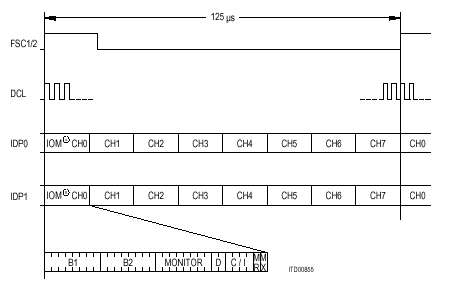 125 µs
FSC1/2
DCL
IDP0 IOM® CH0 CH1 CH2 CH3 CH4 CH5 CH6 CH7 CH0
IDP1 IOM® CH0 CH1 CH2 CH3 CH4 CH5 CH6 CH7 CH0
B1 B2 MONITOR D C / I MR MX
ITD00855